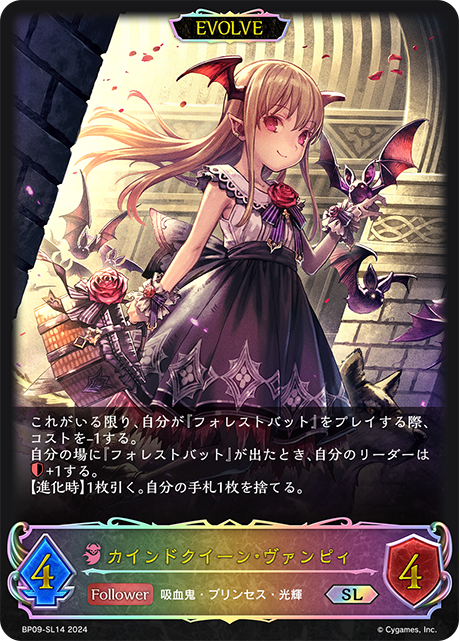 EVOLVE
これがいる限り、自分が『フォレストバット』をプレイする際、
コストを-1する。
自分の場に『フォレストバット』が出たとき、自分のリーダーは
+1する。
【進化時】1枚引く。自分の手札1枚を捨てる。
カインドクイーン・ヴァンピィ
4
Follower 吸血鬼・プリンセス・光輝 SL
4
BP09-SL14 2024 © Cygames, Inc.